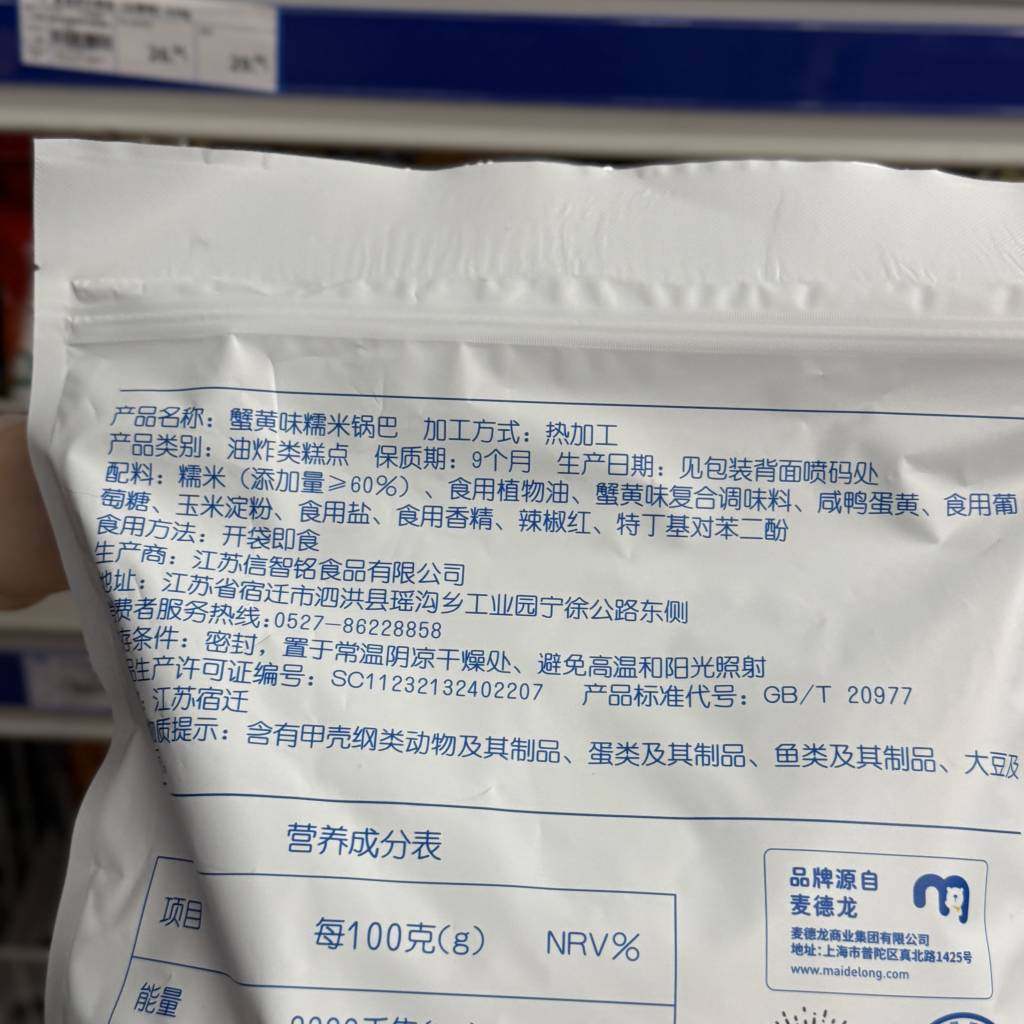 产品名称：蟹黄味糯米锅巴 加工方式：热加工
产品类别：油炸类糕点 保质期：9个月 生产日期：见包装背面喷码处
配料：糯米（添加量≥60%）、食用植物油、蟹黄味复合调味料、咸鸭蛋黄、食用葡
萄糖、玉米淀粉、食用盐、食用香精、辣椒红、特丁基对苯二酚
食用方法：开袋即食
生产商：江苏信智铭食品有限公司
地址：江苏省宿迁市泗洪县瑶沟乡工业园宁徐公路东侧
费者服务热线：0527-86228858
存条件：密封，置于常温阴凉干燥处、避免高温和阳光照射
品生产许可证编号：SC11232132402207 产品标准代号：GB/T 20977
：江苏宿迁
物质提示：含有甲壳纲类动物及其制品、蛋类及其制品、鱼类及其制品、大豆及
营养成分表
项目 每100克(g) NRV%
能量
品牌源自
麦德龙
麦德龙商业集团有限公司
地址：上海市普陀区真北路1425号
www.maidelong.com